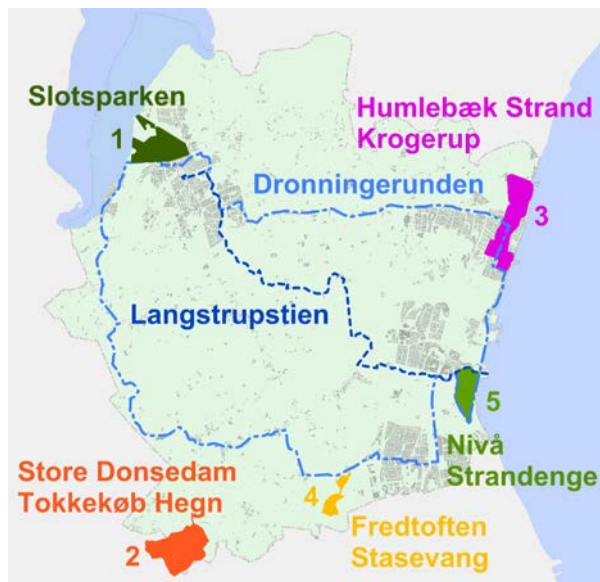 Slotsparken
1
Humlebæk Strand
Krogerup
Dronningerunden
3
Langstrupstien
5
Nivå
Strandenge
Store Donsedam
Tokkekøb Hegn
2
4
Fredtoften
Stasevang